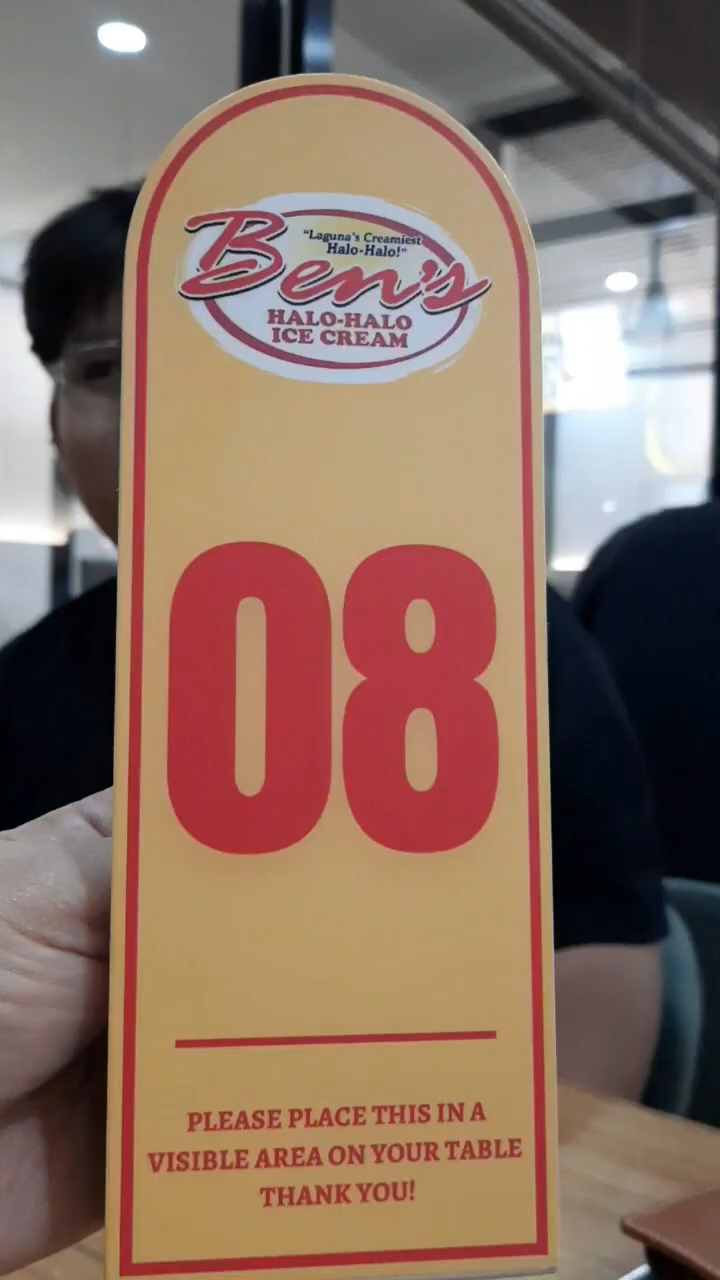 "Laguna's Creamiest
Halo-Halo!"
Ben's
HALO-HALO
ICE CREAM
08
PLEASE PLACE THIS IN A
VISIBLE AREA ON YOUR TABLE
THANK YOU!